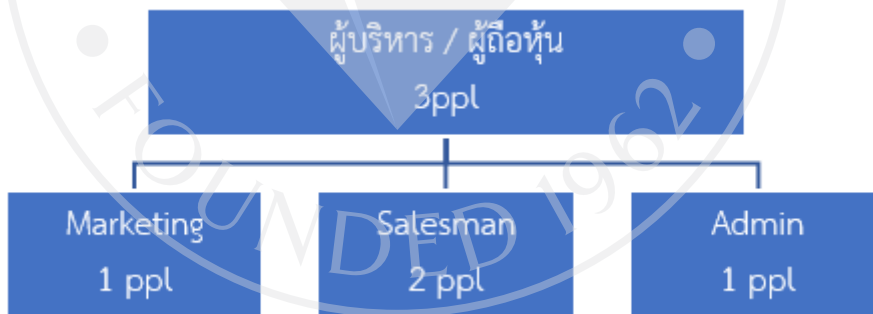 ผู้บริหาร / ผู้ถือหุ้น
3ppl
Marketing
1 ppl
Salesman
2 ppl
Admin
1 ppl
FOUNDED 1962